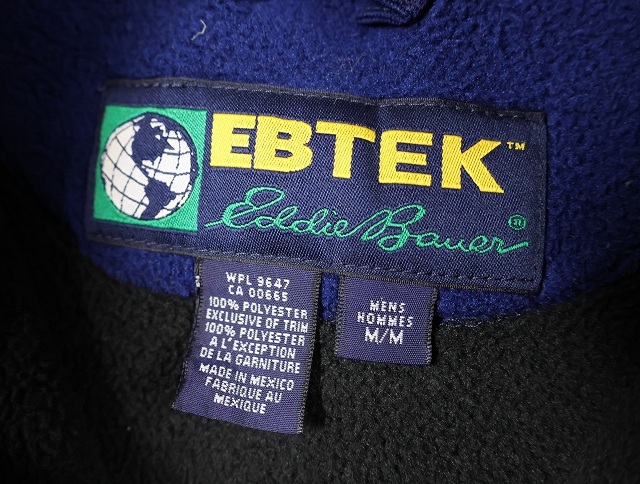 EBTEK™
Eddie Bauer®
WPL 9647
CA 00665
100% POLYESTER
EXCLUSIVE OF TRIM
100% POLYESTER
A L'EXCEPTION
DE LA GARNITURE
MADE IN MEXICO
FABRIQUE AU
MEXIQUE
MENS
HOMMES
M/M